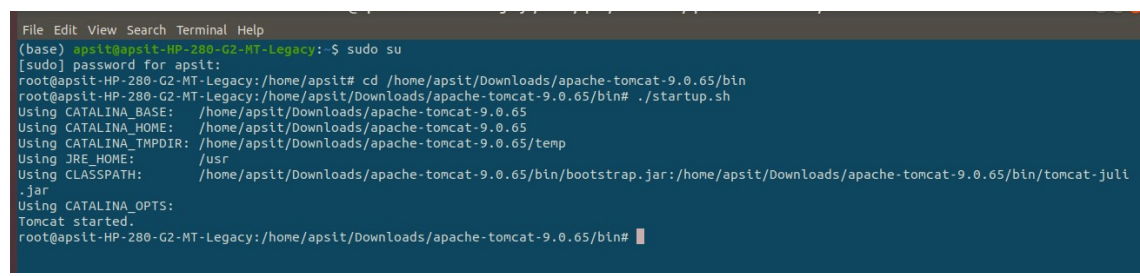 File Edit View Search Terminal Help
(base) apsit@apsit-HP-280-G2-MT-Legacy:~$ sudo su
[sudo] password for apsit:
root@apsit-HP-280-G2-MT-Legacy:/home/apsit# cd /home/apsit/Downloads/apache-tomcat-9.0.65/bin
root@apsit-HP-280-G2-MT-Legacy:/home/apsit/Downloads/apache-tomcat-9.0.65/bin# ./startup.sh
Using CATALINA_BASE:   /home/apsit/Downloads/apache-tomcat-9.0.65
Using CATALINA_HOME:   /home/apsit/Downloads/apache-tomcat-9.0.65
Using CATALINA_TMPDIR: /home/apsit/Downloads/apache-tomcat-9.0.65/temp
Using JRE_HOME:        /usr
Using CLASSPATH:       /home/apsit/Downloads/apache-tomcat-9.0.65/bin/bootstrap.jar:/home/apsit/Downloads/apache-tomcat-9.0.65/bin/tomcat-juli
.jar
Using CATALINA_OPTS:
Tomcat started.
root@apsit-HP-280-G2-MT-Legacy:/home/apsit/Downloads/apache-tomcat-9.0.65/bin#